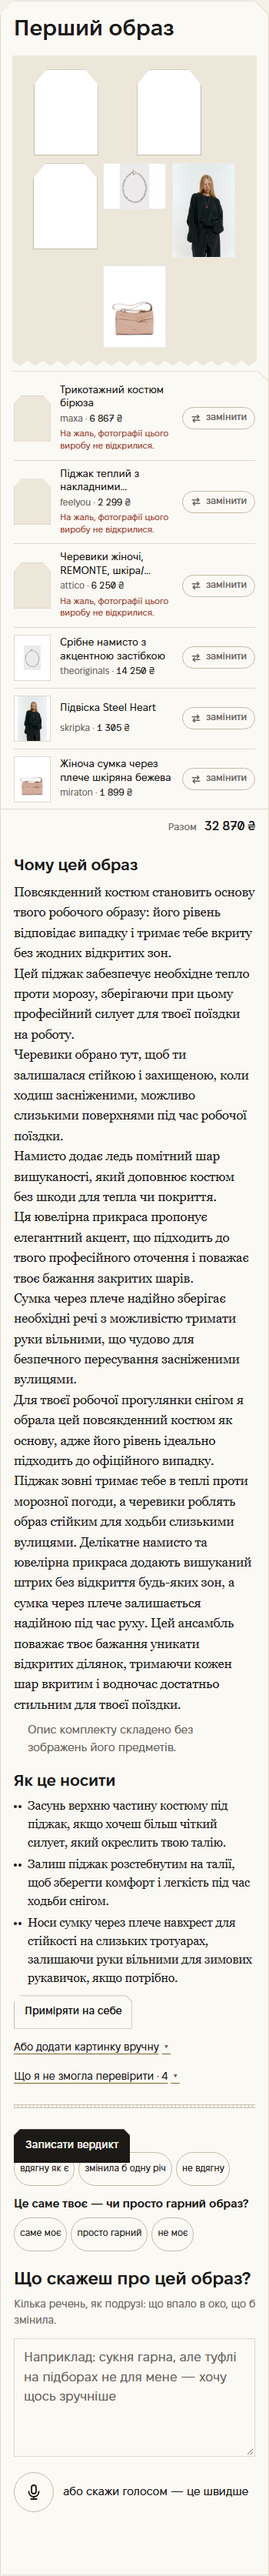 Перший образ
Трикотажний костюм
бірюза
maxa · 6 867 ₴
На жаль, фотографії цього
виробу не відкрилися.
замінити
Піджак теплий з
накладними...
feelyou · 2 299 ₴
На жаль, фотографії цього
виробу не відкрилися.
замінити
Черевики жіночі,
REMONTE, шкіра/...
attico · 6 250 ₴
На жаль, фотографії цього
виробу не відкрилися.
замінити
Срібне намисто з
акцентною застібкою
theoriginals · 14 250 ₴
замінити
Підвіска Steel Heart
skripka · 1 305 ₴
замінити
Жіноча сумка через
плече шкіряна бежева
miraton · 1 899 ₴
замінити
Разом 32 870 ₴
Чому цей образ
Повсякденний костюм становить основу
твого робочого образу: його рівень
відповідає випадку і тримає тебе вкриту
без жодних відкритих зон.
Цей піджак забезпечує необхідне тепло
проти морозу, зберігаючи при цьому
професійний силует для твоєї поїздки
на роботу.
Черевики обрано тут, щоб ти
залишалася стійкою і захищеною, коли
ходиш засніженими, можливо
слизькими поверхнями під час робочої
поїздки.
Намисто додає ледь помітний шар
вишуканості, який доповнює костюм
без шкоди для тепла чи покриття.
Ця ювелірна прикраса пропонує
елегантний акцент, що підходить до
твого професійного оточення і поважає
твоє бажання закритих шарів.
Сумка через плече надійно зберігає
необхідні речі з можливістю тримати
руки вільними, що чудово для
безпечного пересування засніженими
вулицями.
Для твоєї робочої прогулянки снігом я
обрала цей повсякденний костюм як
основу, адже його рівень ідеально
підходить до офіційного випадку.
Піджак зовні тримає тебе в теплі проти
морозної погоди, а черевики роблять
образ стійким для ходьби слизькими
вулицями. Делікатне намисто та
ювелірна прикраса додають вишуканий
штрих без відкриття будь-яких зон, а
сумка через плече залишається
надійною під час руху. Цей ансамбль
поважає твоє бажання уникати
відкритих ділянок, тримаючи кожен
шар вкритим і водночас достатньо
стильним для твоєї поїздки.
Опис комплекту складено без
зображень його предметів.
Як це носити
Засунь верхню частину костюму під
піджак, якщо хочеш більш чіткий
силует, який окреслить твою талію.
Залиш піджак розстебнутим на талії,
щоб зберегти комфорт і легкість під час
ходьби снігом.
Носи сумку через плече навхрест для
стійкості на слизьких тротуарах,
залишаючи руки вільними для зимових
рукавичок, якщо потрібно.
Приміряти на себе
Або додати картинку вручну
Що я не змогла перевірити · 4
Записати вердикт
вдягну як є
змінила б одну річ
не вдягну
Це саме твоє — чи просто гарний образ?
саме моє
просто гарний
не моє
Що скажеш про цей образ?
Кілька речень, як подрузі: що впало в око, що б
змінила.
Наприклад: сукня гарна, але туфлі
на підборах не для мене — хочу
щось зручніше
або скажи голосом — це швидше